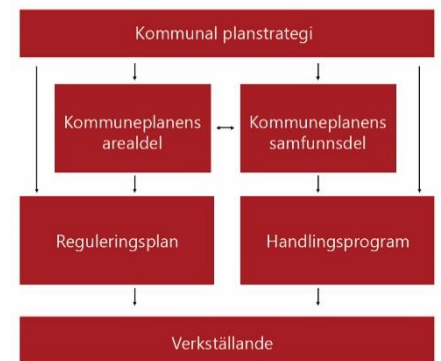 Kommunal planstrategi
Kommuneplanens
arealdel
Kommuneplanens
samfunnsdel
Reguleringsplan
Handlingsprogram
Verkställande